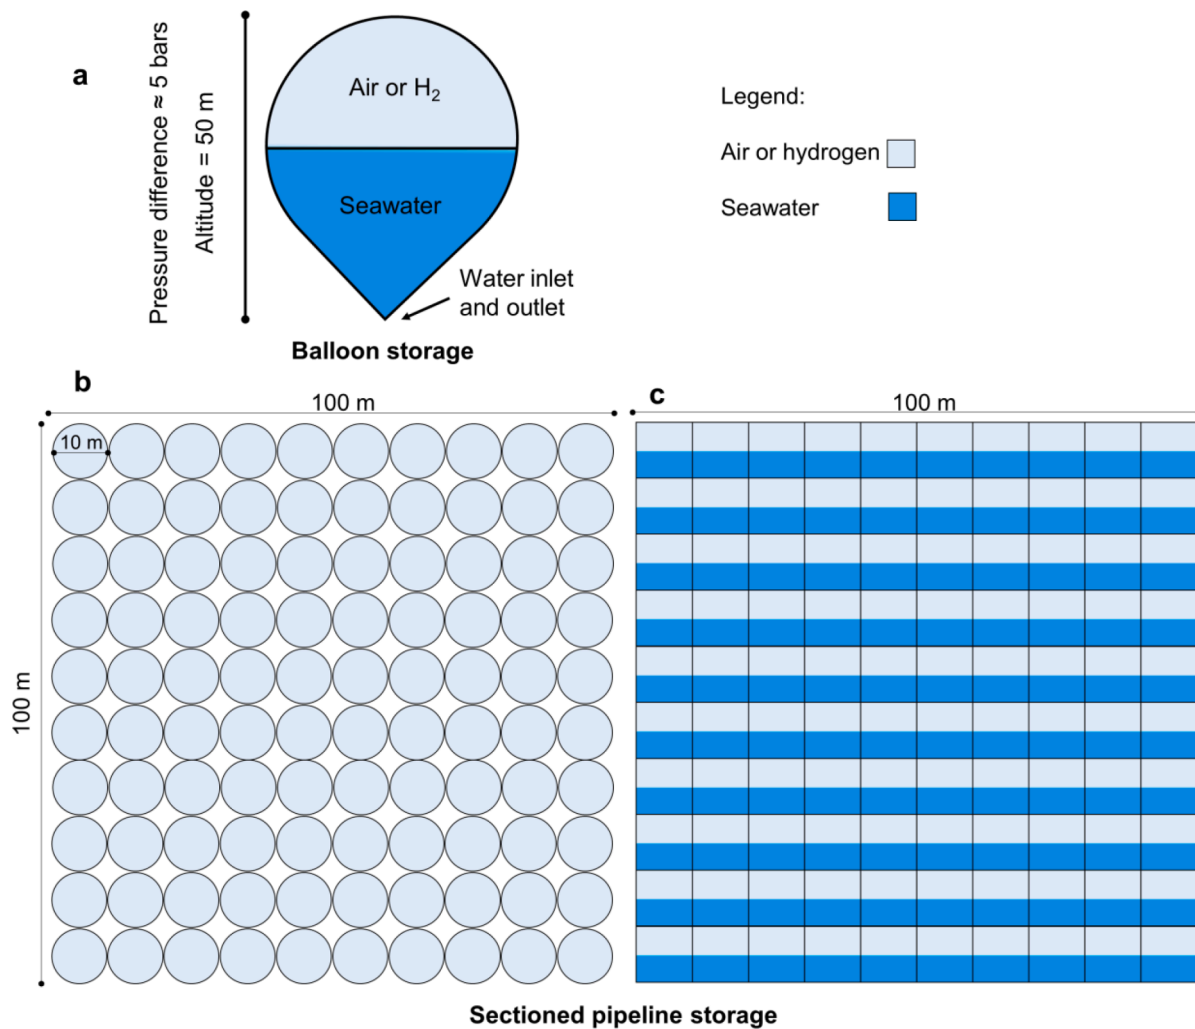 a
Pressure difference ≈ 5 bars
Altitude = 50 m
Air or H₂
Seawater
Water inlet
and outlet
Balloon storage
Legend:
Air or hydrogen
Seawater
b
100 m
10 m
100 m
c
100 m
Sectioned pipeline storage